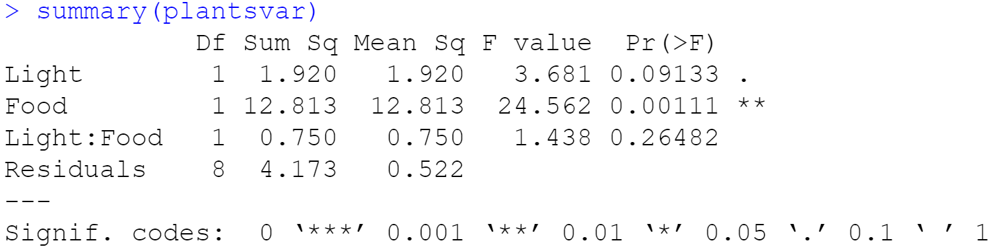 > summary(plantsvar)
            Df Sum Sq Mean Sq F value  Pr(>F)
Light        1  1.920   1.920   3.681 0.09133 .
Food         1 12.813  12.813  24.562 0.00111 **
Light:Food   1  0.750   0.750   1.438 0.26482
Residuals    8  4.173   0.522
---
Signif. codes:  0 ‘***’ 0.001 ‘**’ 0.01 ‘*’ 0.05 ‘.’ 0.1 ‘ ’ 1